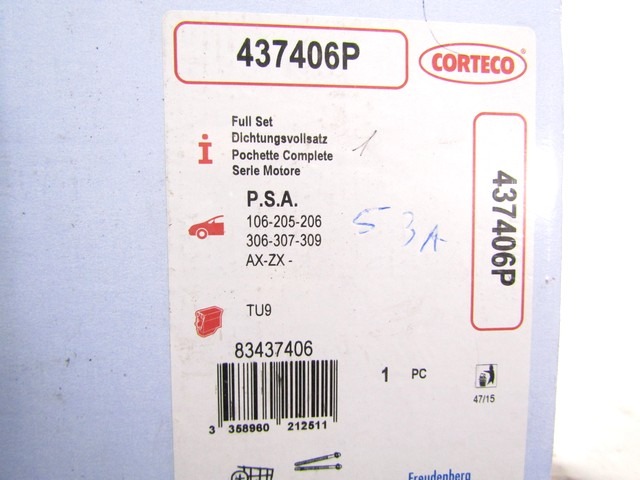 437406P
CORTECO
Full Set
Dichtungsvollsatz
Pochette Complete
Serie Motore
1
P.S.A.
106-205-206
306-307-309
AX-ZX -
5 3A
437406P
TU9
83437406
1 PC
47/15
3 358960 212511
Freudenberg